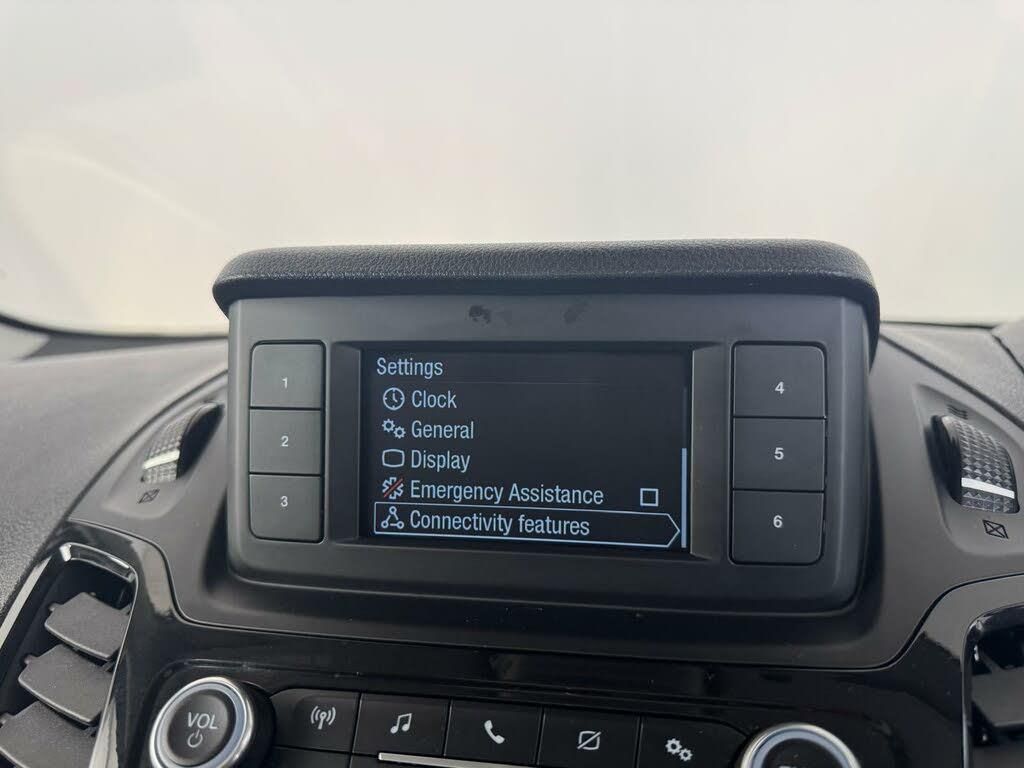 Settings
Clock
General
Display
Emergency Assistance
Connectivity features
1
2
3
4
5
6
VOL